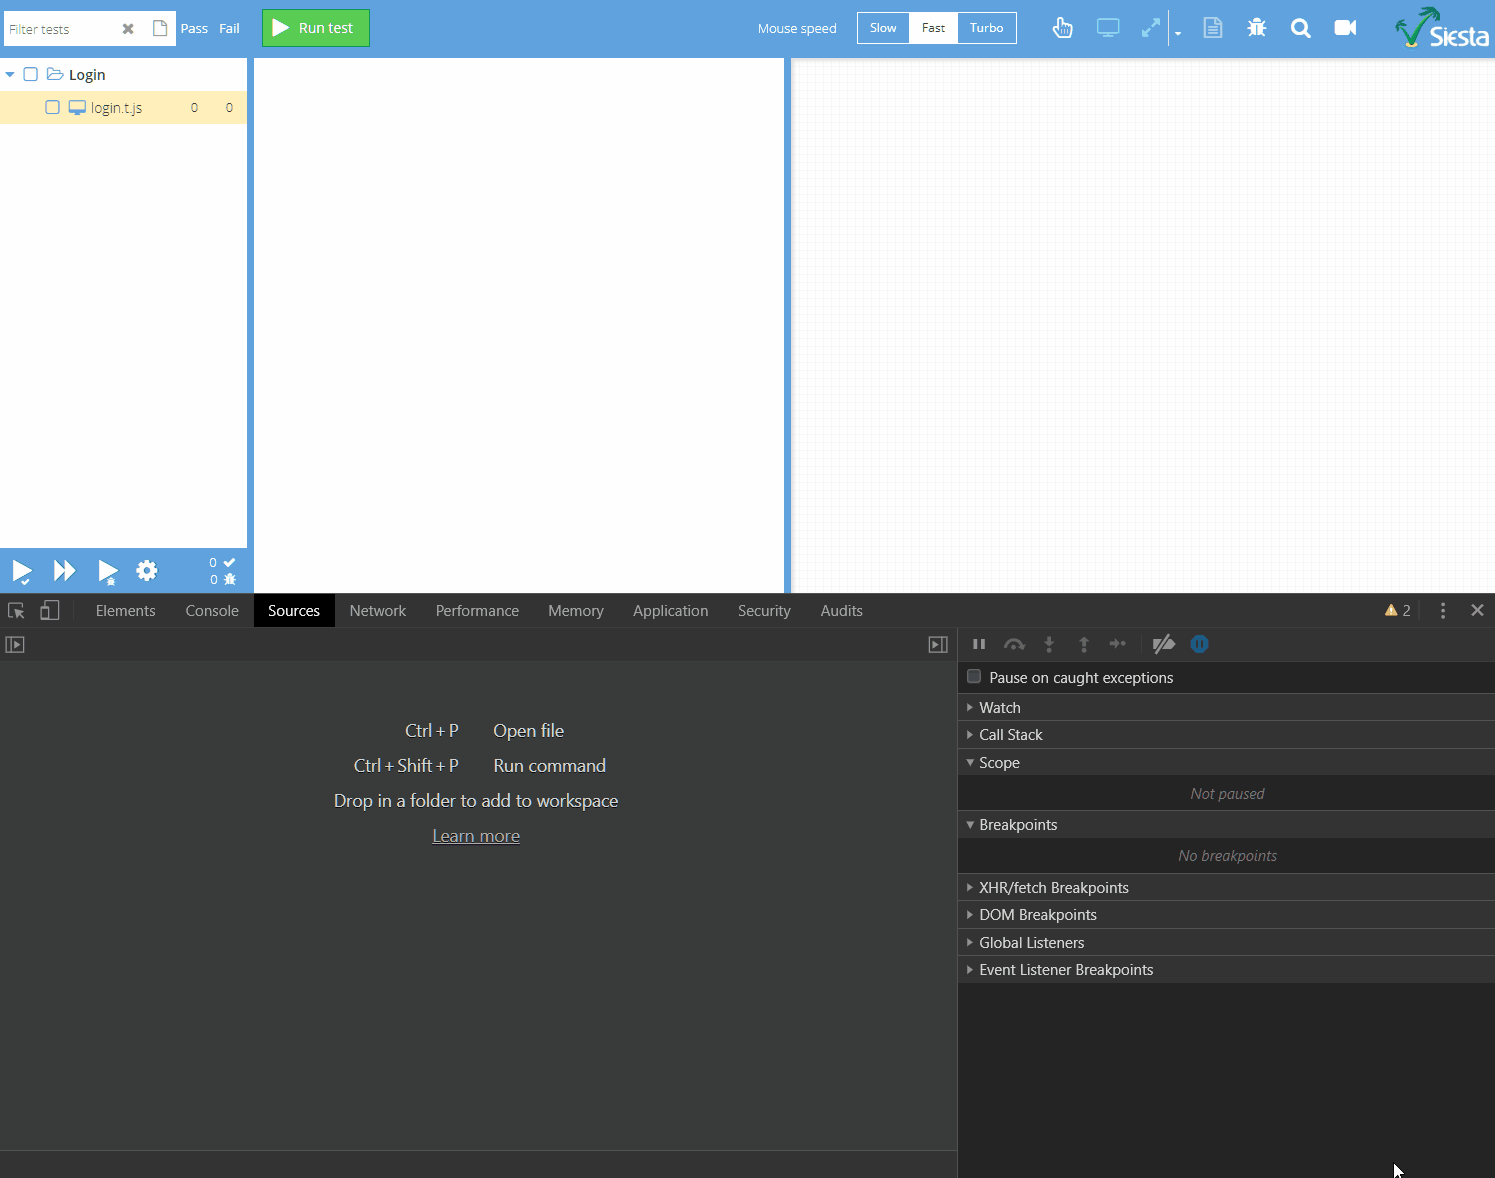 Filter tests Pass Fail Run test Mouse speed Slow Fast Turbo Siesta
Login
login.t.js 0 0
0
0
Elements Console Sources Network Performance Memory Application Security Audits 2
Pause on caught exceptions
Watch
Ctrl + P Open file
Call Stack
Ctrl + Shift + P Run command
Scope
Drop in a folder to add to workspace
Not paused
Learn more
Breakpoints
No breakpoints
XHR/fetch Breakpoints
DOM Breakpoints
Global Listeners
Event Listener Breakpoints